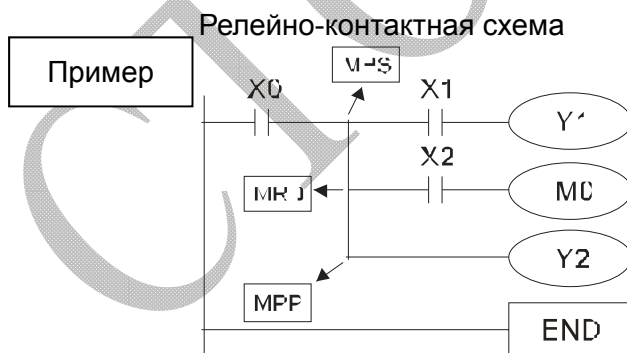 Релейно-контактная схема
Пример
MPS
X0
X1
Y1
X2
MRD
M0
Y2
MPP
END